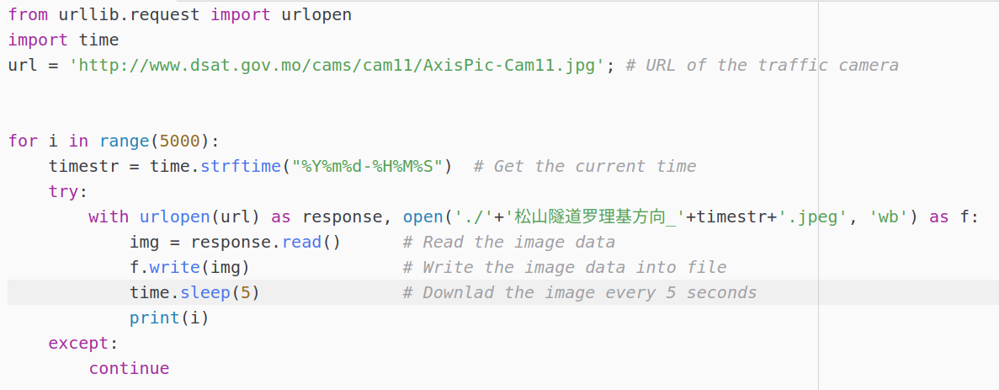 from urllib.request import urlopen
import time
url = 'http://www.dsat.gov.mo/cams/cam11/AxisPic-Cam11.jpg'; # URL of the traffic camera
for i in range(5000):
    timestr = time.strftime("%Y%m%d-%H%M%S")  # Get the current time
    try:
        with urlopen(url) as response, open('./'+'松山隧道罗理基方向_'+timestr+'.jpeg', 'wb') as f:
            img = response.read()      # Read the image data
            f.write(img)               # Write the image data into file
            time.sleep(5)              # Downlad the image every 5 seconds
            print(i)
    except:
        continue